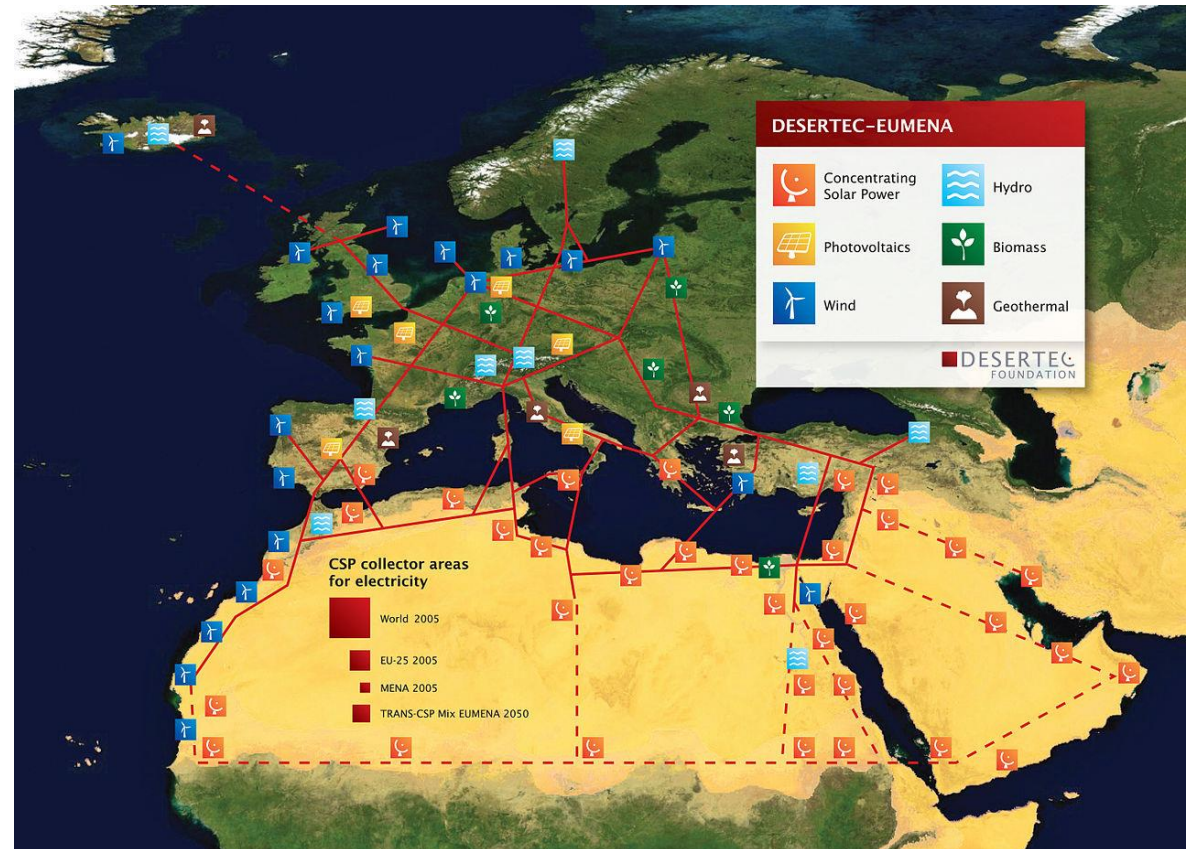 DESERTEC–EUMENA
Concentrating
Solar Power
Hydro
Photovoltaics
Biomass
Wind
Geothermal
DESERTEC
FOUNDATION
CSP collector areas
for electricity
World 2005
EU-25 2005
MENA 2005
TRANS-CSP Mix EUMENA 2050